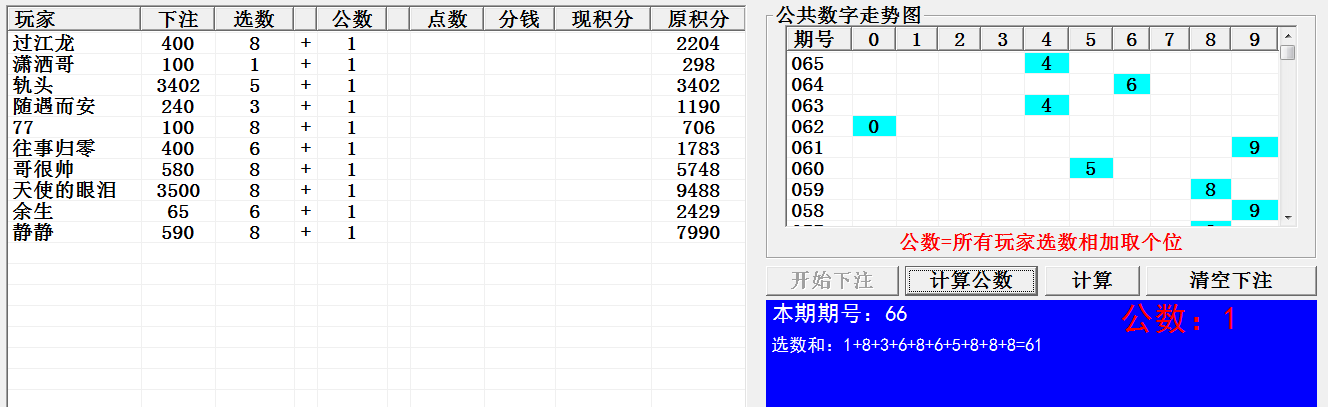 玩家 下注 选数 公数 点数 分钱 现积分 原积分
过江龙 400 8 + 1 2204
潇洒哥 100 1 + 1 298
轨头 3402 5 + 1 3402
随遇而安 240 3 + 1 1190
77 100 8 + 1 706
往事归零 400 6 + 1 1783
哥很帅 580 8 + 1 5748
天使的眼泪 3500 8 + 1 9488
余生 65 6 + 1 2429
静静 590 8 + 1 7990
公共数字走势图
期号 0 1 2 3 4 5 6 7 8 9
065 4
064 6
063 4
062 0
061 9
060 5
059 8
058 9
公数=所有玩家选数相加取个位
开始下注 计算公数 计算 清空下注
本期期号：66 公数：1
选数和：1+8+3+6+8+6+5+8+8+8=61